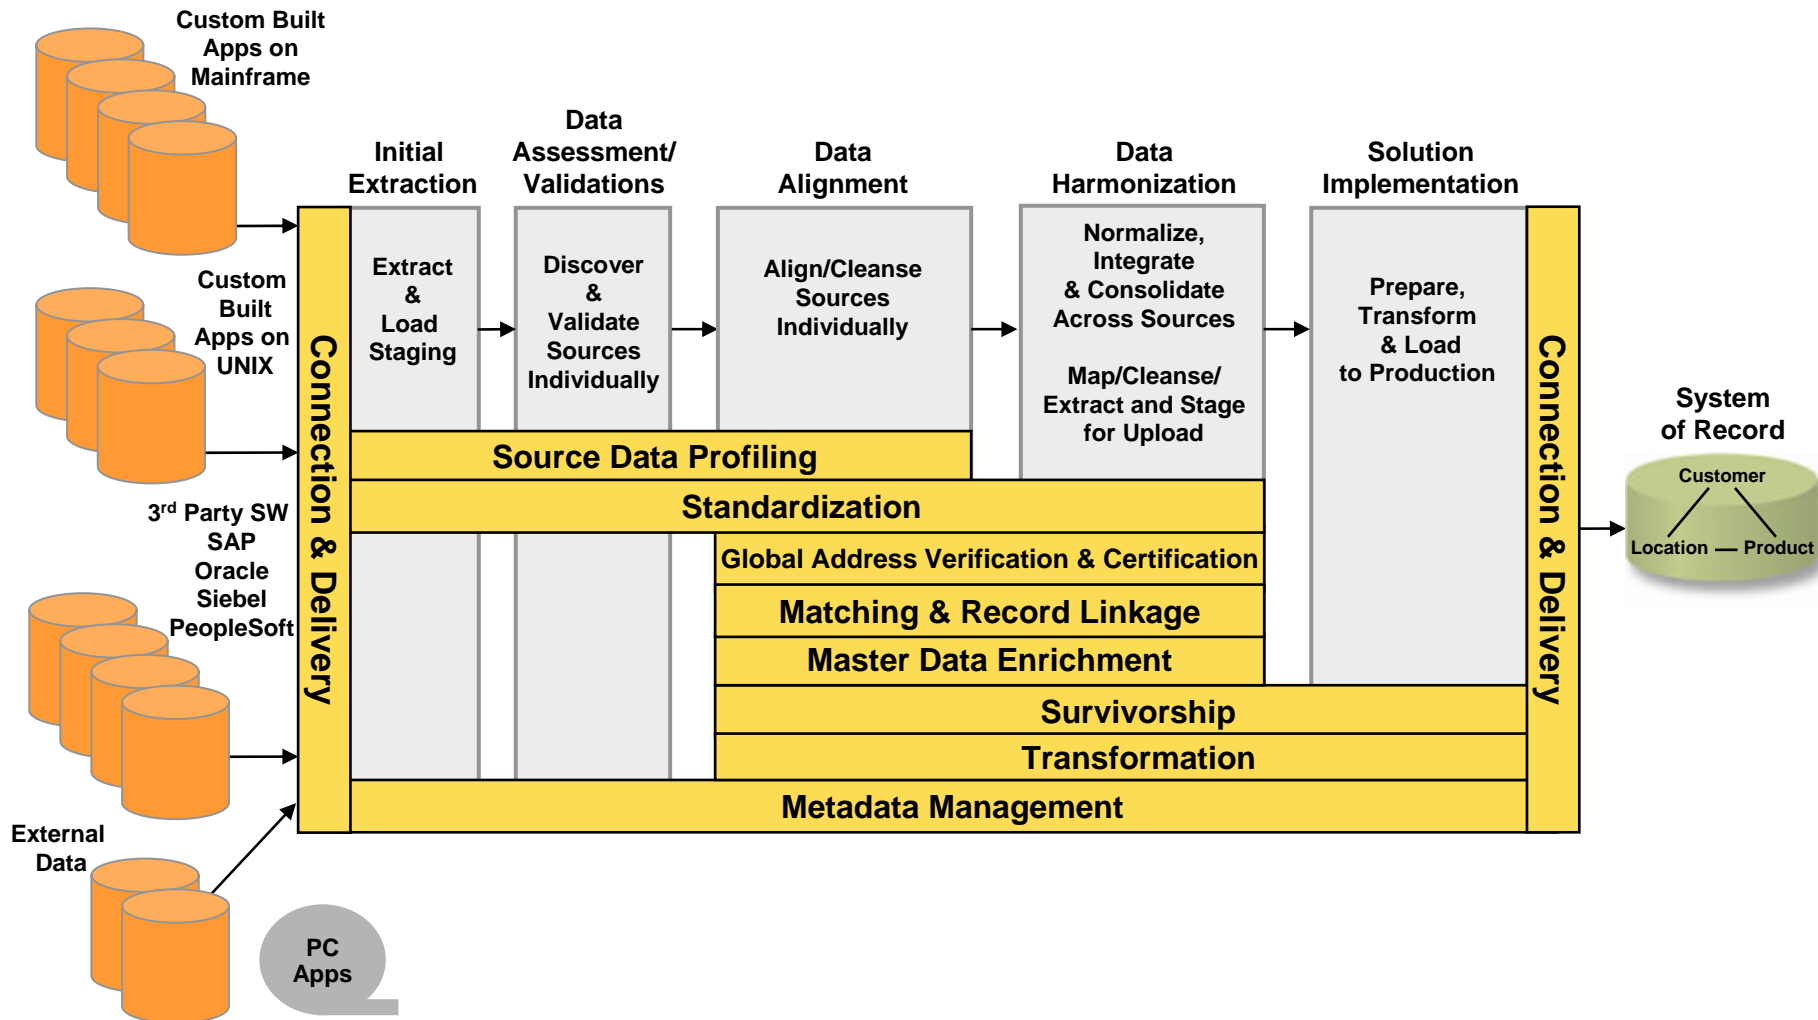 Custom Built
Apps on
Mainframe
Custom
Built
Apps on
UNIX
3rd Party SW
SAP
Oracle
Siebel
PeopleSoft
External
Data
PC
Apps
Connection & Delivery
Initial
Extraction
Extract
&
Load
Staging
Data
Assessment/
Validations
Discover
&
Validate
Sources
Individually
Data
Alignment
Align/Cleanse
Sources
Individually
Data
Harmonization
Normalize,
Integrate
& Consolidate
Across Sources
Map/Cleanse/
Extract and Stage
for Upload
Solution
Implementation
Prepare,
Transform
& Load
to Production
Source Data Profiling
Standardization
Global Address Verification & Certification
Matching & Record Linkage
Master Data Enrichment
Survivorship
Transformation
Metadata Management
Connection & Delivery
System
of Record
Customer
Location
Product